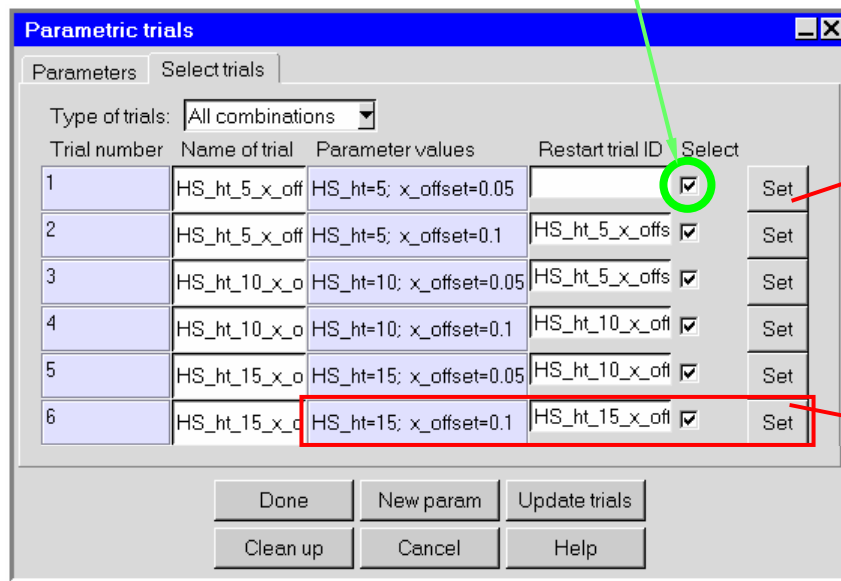 Parametric trials
Parameters Select trials
Type of trials: All combinations
Trial number Name of trial Parameter values Restart trial ID Select
1 HS_ht_5_x_off HS_ht=5; x_offset=0.05 Set
2 HS_ht_5_x_off HS_ht=5; x_offset=0.1 HS_ht_5_x_offs Set
3 HS_ht_10_x_o HS_ht=10; x_offset=0.05 HS_ht_5_x_offs Set
4 HS_ht_10_x_o HS_ht=10; x_offset=0.1 HS_ht_10_x_off Set
5 HS_ht_15_x_o HS_ht=15; x_offset=0.05 HS_ht_10_x_off Set
6 HS_ht_15_x_o HS_ht=15; x_offset=0.1 HS_ht_15_x_off Set
Done New param Update trials
Clean up Cancel Help